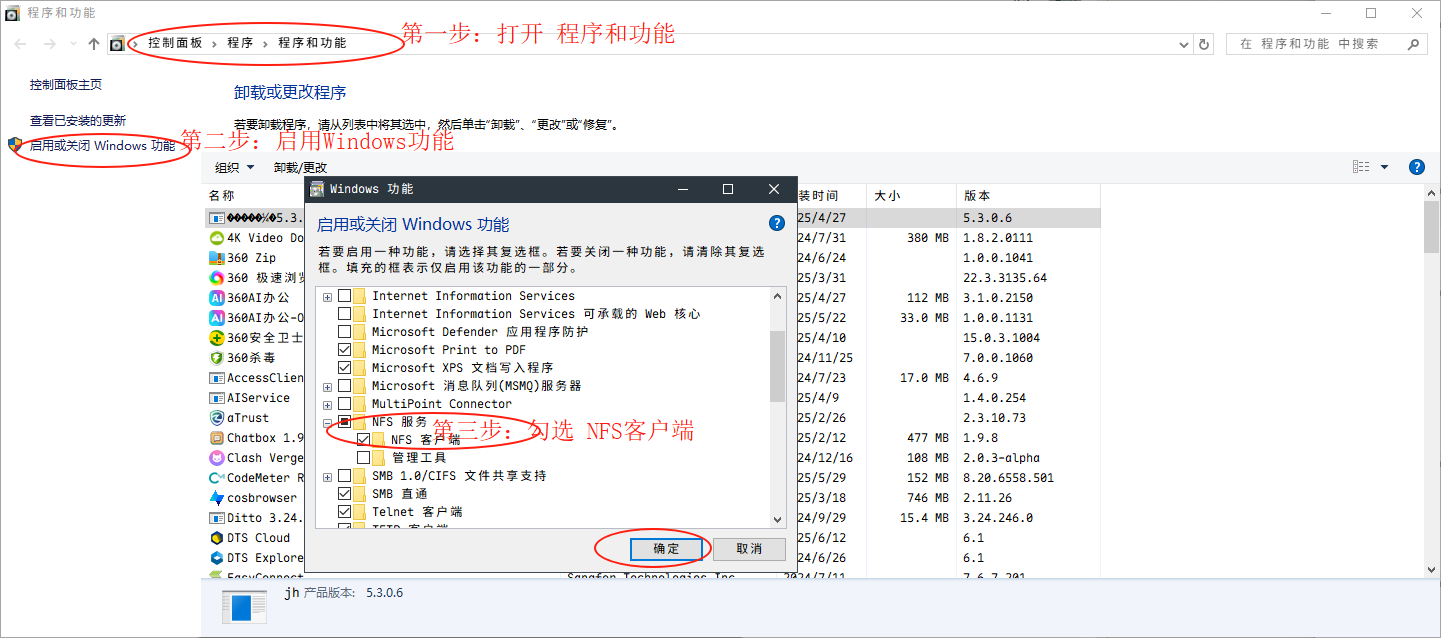 程序和功能
控制面板 › 程序 › 程序和功能
第一步：打开 程序和功能
在 程序和功能 中搜索
控制面板主页
查看已安装的更新
启用或关闭 Windows 功能
第二步：启用Windows功能
卸载或更改程序
若要卸载程序，请从列表中将其选中，然后单击“卸载”、“更改”或“修复”。
组织
卸载/更改
名称
装时间 大小 版本
5.3. 25/4/27 5.3.0.6
4K Video Do 24/7/31 380 MB 1.8.2.0111
360 Zip 24/6/24 1.0.0.1041
360 极速浏览 25/3/31 22.3.3135.64
360AI办公 25/4/27 112 MB 3.1.0.2150
360AI办公-O 25/5/22 33.0 MB 1.0.0.1131
360安全卫士 25/4/10 15.0.3.1004
360杀毒 24/11/25 7.0.0.1060
AccessClien 24/7/23 17.0 MB 4.6.9
AIService 25/4/9 1.4.0.254
aTrust 25/2/26 2.3.10.73
Chatbox 1.9 25/2/12 477 MB 1.9.8
Clash Verge 24/12/16 108 MB 2.0.3-alpha
CodeMeter R 25/5/29 152 MB 8.20.6558.501
cosbrowser 25/3/18 746 MB 2.11.26
Ditto 3.24. 24/9/29 15.4 MB 3.24.246.0
DTS Cloud 25/6/12 6.1
DTS Explore 24/6/26 6.1
EasyConnect Sangfor Technologies Inc 2024/7/11 7.6.7.201
Windows 功能
启用或关闭 Windows 功能
若要启用一种功能，请选择其复选框。若要关闭一种功能，请清除其复选
框。填充的框表示仅启用该功能的一部分。
Internet Information Services
Internet Information Services 可承载的 Web 核心
Microsoft Defender 应用程序防护
Microsoft Print to PDF
Microsoft XPS 文档写入程序
Microsoft 消息队列(MSMQ)服务器
MultiPoint Connector
NFS 服务
第三步：勾选 NFS客户端
NFS 客户端
管理工具
SMB 1.0/CIFS 文件共享支持
SMB 直通
Telnet 客户端
TFTP 客户端
确定
取消
jh 产品版本: 5.3.0.6